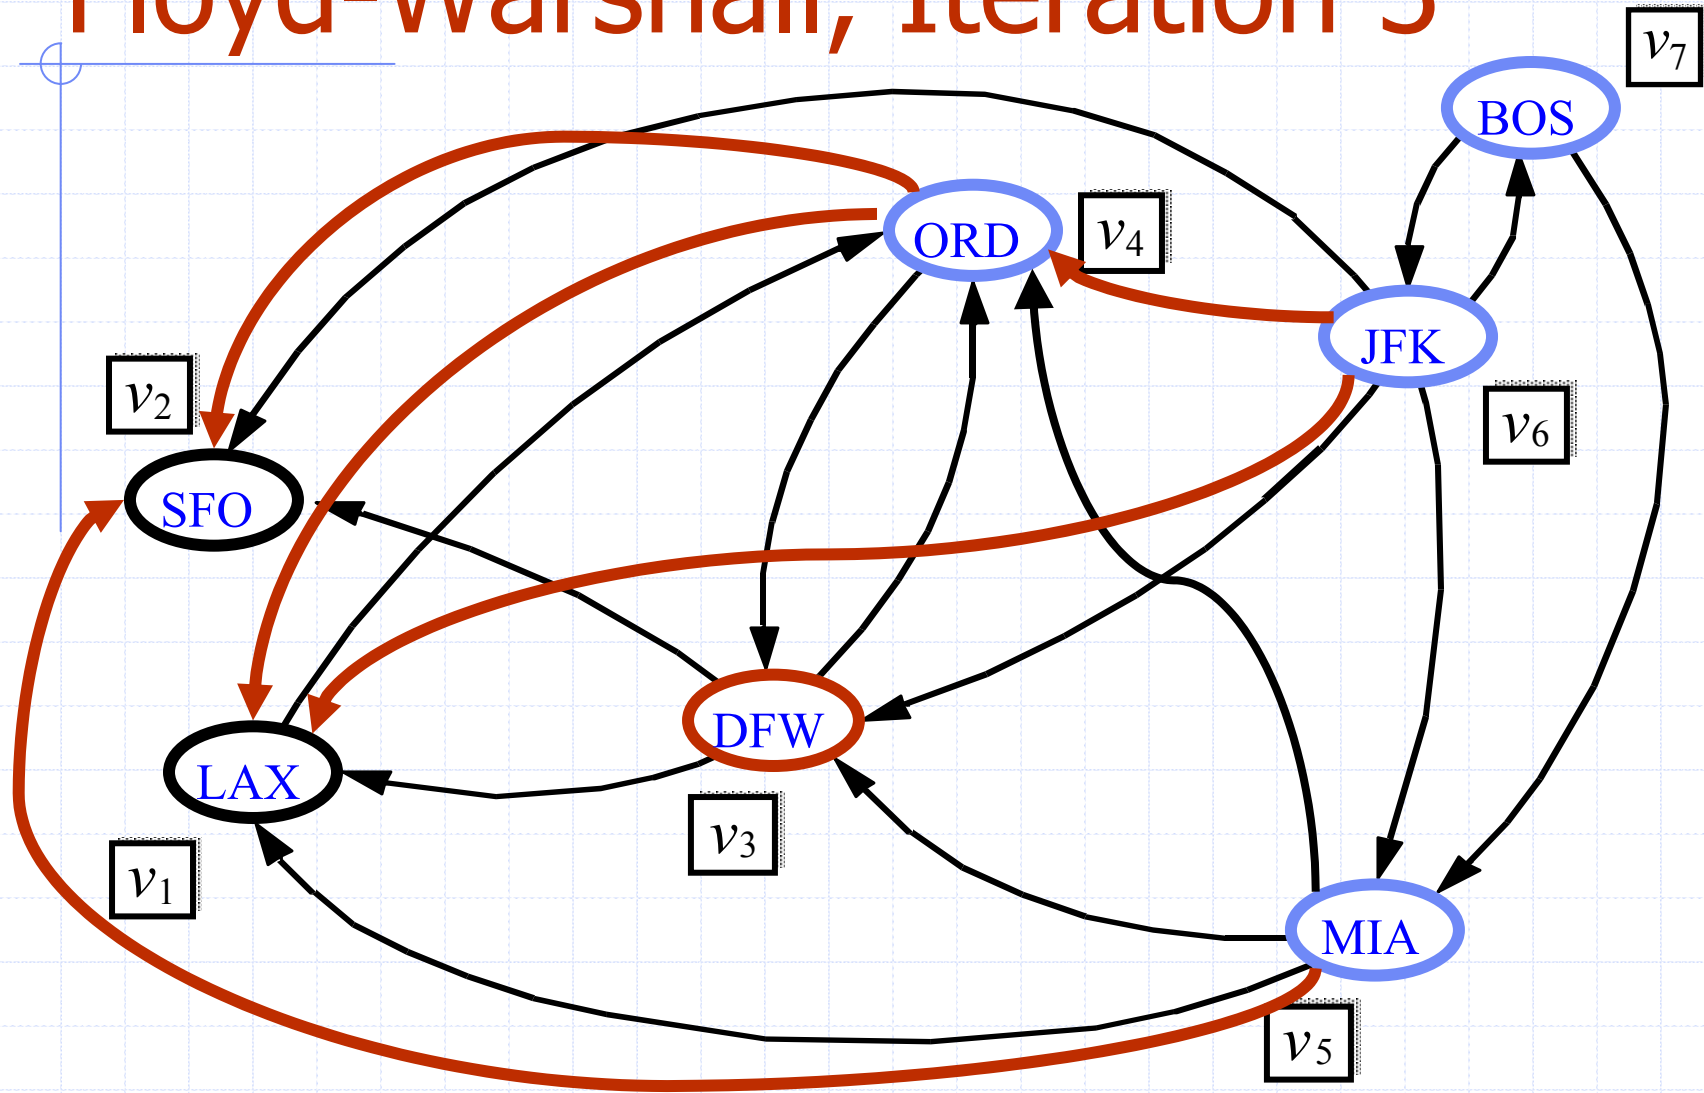 Floyd-Warshall, Iteration 3
v7
BOS
ORD
v4
JFK
v2
v6
SFO
DFW
LAX
v3
v1
MIA
v5